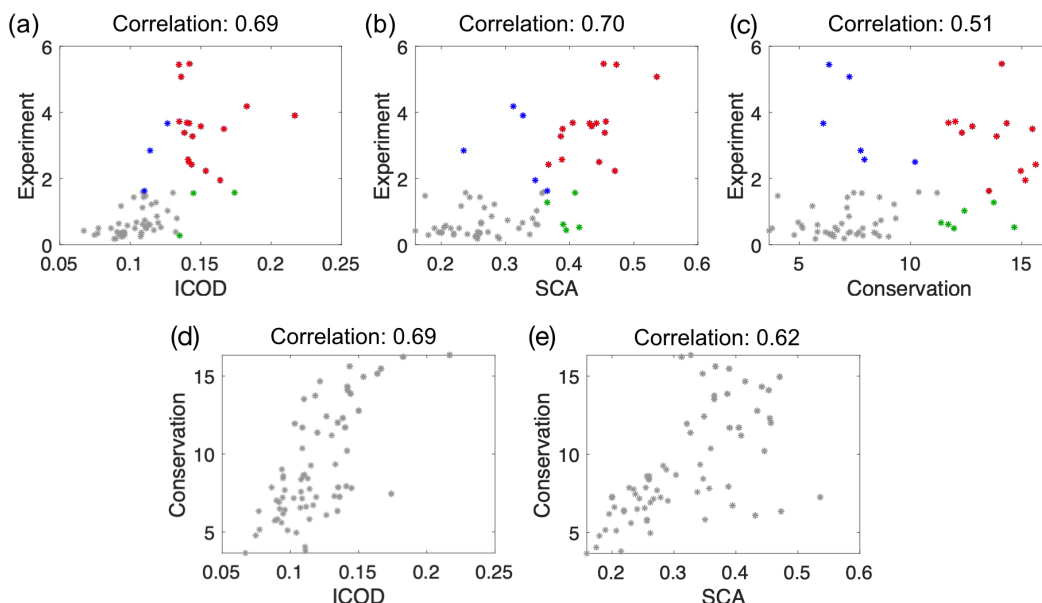 (a)
Correlation: 0.69
Experiment
6
4
2
0
0.05
0.1
0.15
0.2
0.25
ICOD
(b)
Correlation: 0.70
Experiment
6
4
2
0
0.2
0.3
0.4
0.5
0.6
SCA
(c)
Correlation: 0.51
Experiment
6
4
2
0
5
10
15
Conservation
(d)
Correlation: 0.69
Conservation
15
10
5
0.05
0.1
0.15
0.2
0.25
ICOD
(e)
Correlation: 0.62
Conservation
15
10
5
0.2
0.3
0.4
0.5
0.6
SCA